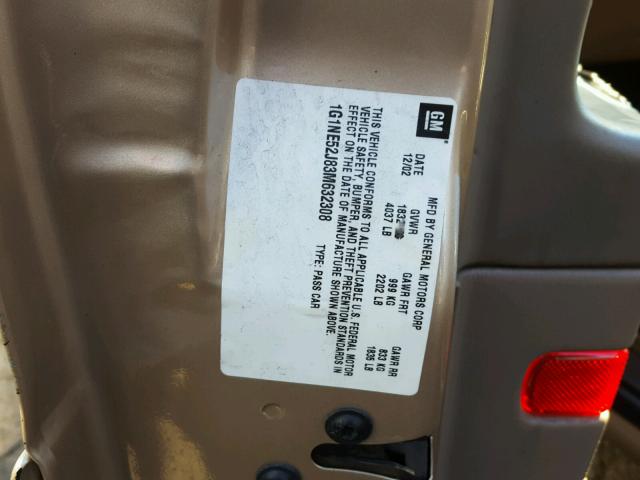 GM
MFD BY GENERAL MOTORS CORP
DATE GVWR GAWR FRT GAWR RR
12/02 1832 999 KG 833 KG
4037 LB 2202 LB 1836 LB
THIS VEHICLE CONFORMS TO ALL APPLICABLE U.S. FEDERAL MOTOR
VEHICLE SAFETY, BUMPER, AND THEFT PREVENTION STANDARDS IN
EFFECT ON THE DATE OF MANUFACTURE SHOWN ABOVE.
1G1NE52J83M632308 TYPE: PASS CAR